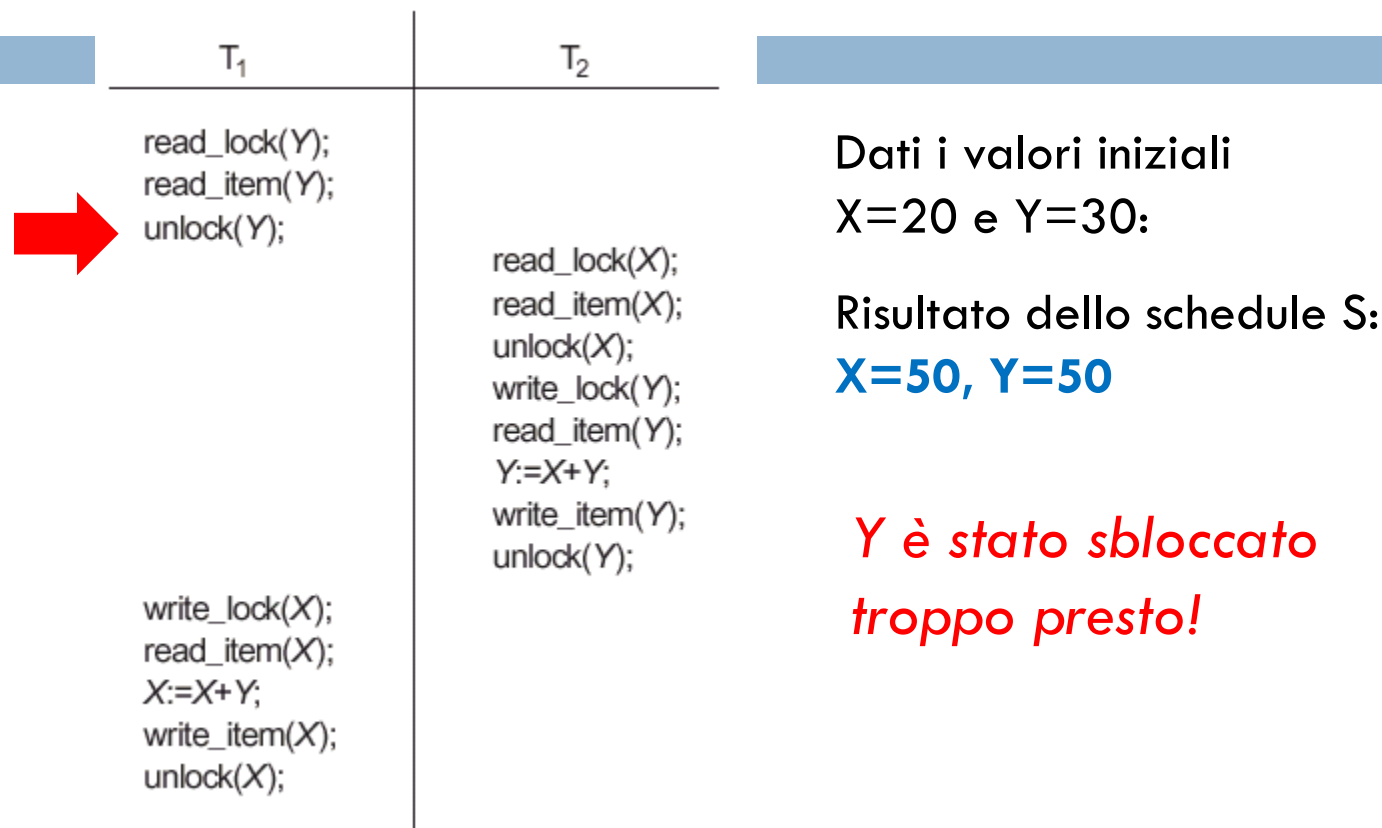 T1
T2
read_lock(Y);
read_item(Y);
unlock(Y);
read_lock(X);
read_item(X);
unlock(X);
write_lock(Y);
read_item(Y);
Y:=X+Y;
write_item(Y);
unlock(Y);
write_lock(X);
read_item(X);
X:=X+Y;
write_item(X);
unlock(X);
Dati i valori iniziali
X=20 e Y=30:
Risultato dello schedule S:
X=50, Y=50
Y è stato sbloccato
troppo presto!